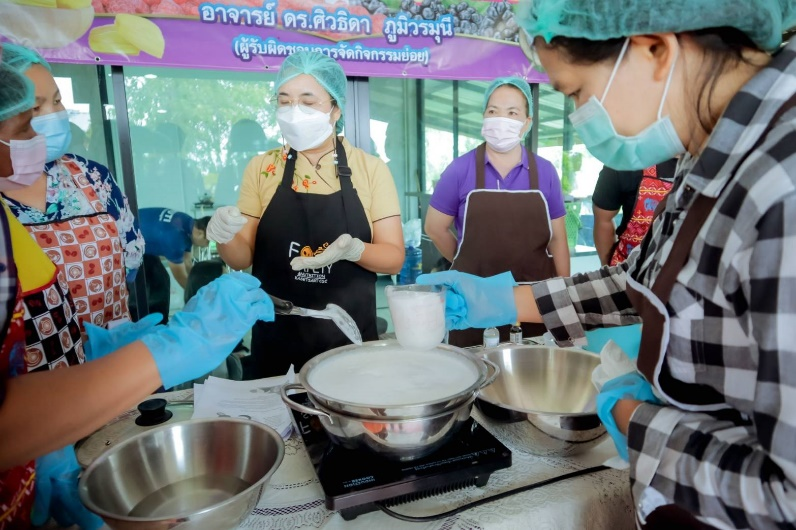 อาจารย์ ดร.ศิวธิดา ภูมิวรมุนี
(ผู้รับผิดชอบการจัดกิจกรรมย่อย)
SAFETY
NUTRITION